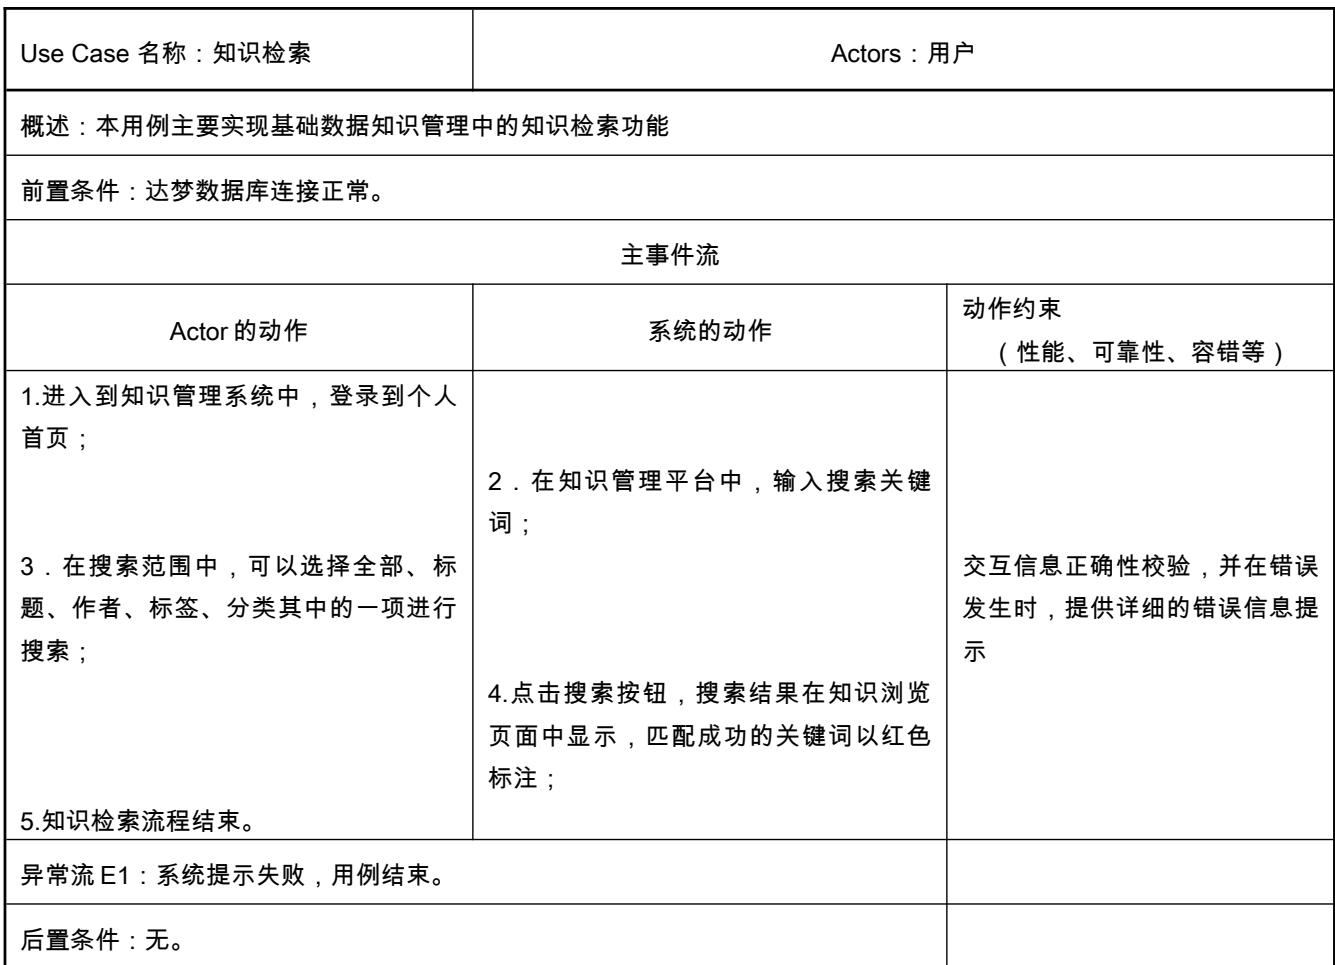 Use Case 名称：知识检索
Actors：用户
概述：本用例主要实现基础数据知识管理中的知识检索功能
前置条件：达梦数据库连接正常。
主事件流
Actor 的动作
系统的动作
动作约束
（性能、可靠性、容错等）
1.进入到知识管理系统中，登录到个人
首页；
2．在知识管理平台中，输入搜索关键
词；
3．在搜索范围中，可以选择全部、标
题、作者、标签、分类其中的一项进行
搜索；
4.点击搜索按钮，搜索结果在知识浏览
页面中显示，匹配成功的关键词以红色
标注；
5.知识检索流程结束。
交互信息正确性校验，并在错误
发生时，提供详细的错误信息提
示
异常流 E1：系统提示失败，用例结束。
后置条件：无。